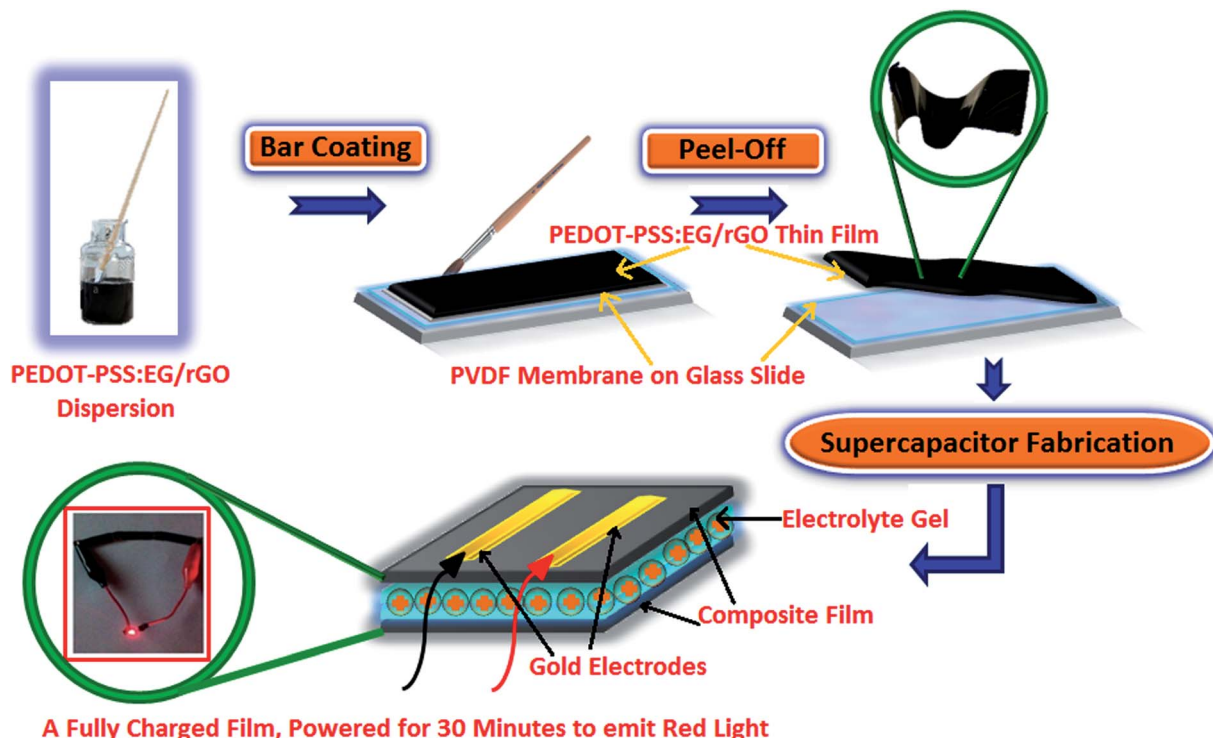 Bar Coating
Peel-Off
PEDOT-PSS:EG/rGO Thin Film
PEDOT-PSS:EG/rGO
Dispersion
PVDF Membrane on Glass Slide
Supercapacitor Fabrication
Electrolyte Gel
Composite Film
Gold Electrodes
A Fully Charged Film, Powered for 30 Minutes to emit Red Light